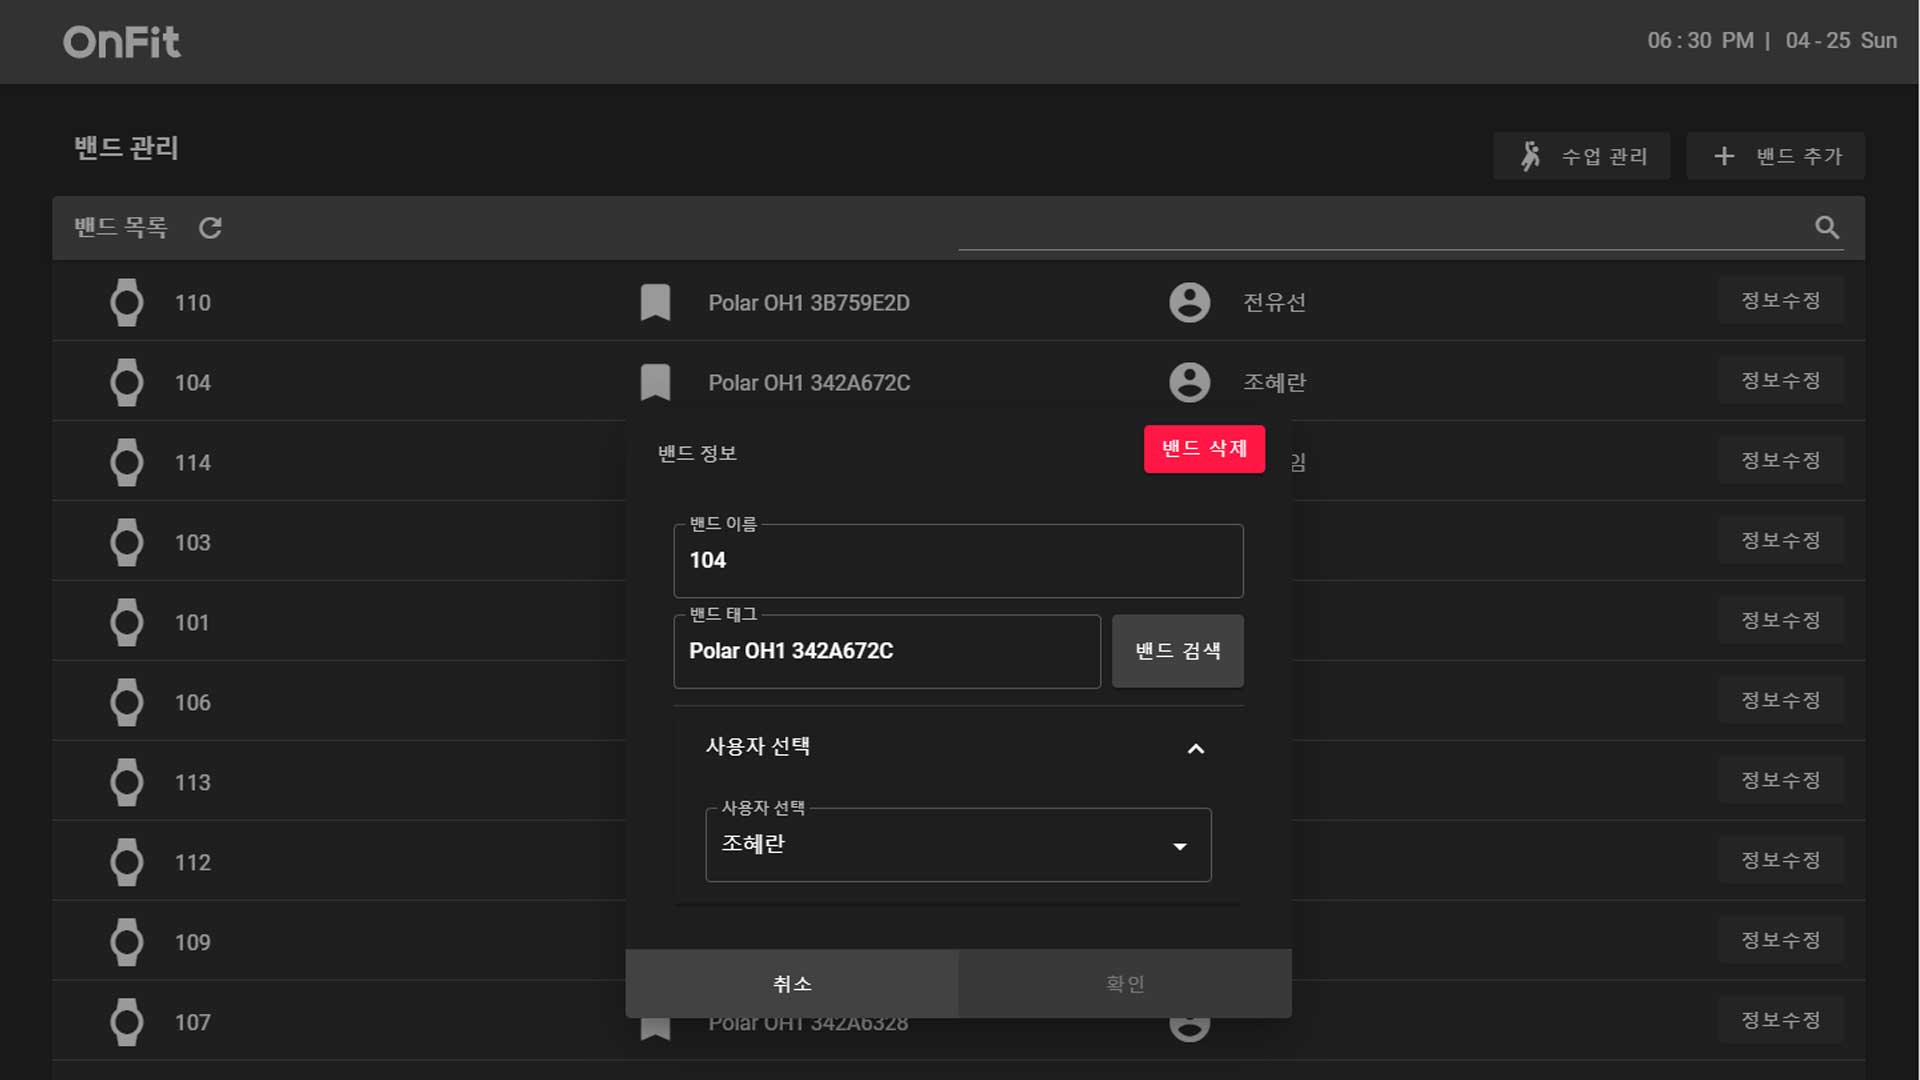 OnFit
06:30 PM | 04-25 Sun
밴드 관리
수업 관리
밴드 추가
밴드 목록
110 Polar OH1 3B759E2D 전유선 정보수정
104 Polar OH1 342A672C 조혜란 정보수정
114 임 정보수정
103 정보수정
101 정보수정
106 정보수정
113 정보수정
112 정보수정
109 정보수정
107 Polar OH1 342A6328 정보수정
밴드 정보
밴드 삭제
밴드 이름
104
밴드 태그
Polar OH1 342A672C
밴드 검색
사용자 선택
사용자 선택
조혜란
취소
확인